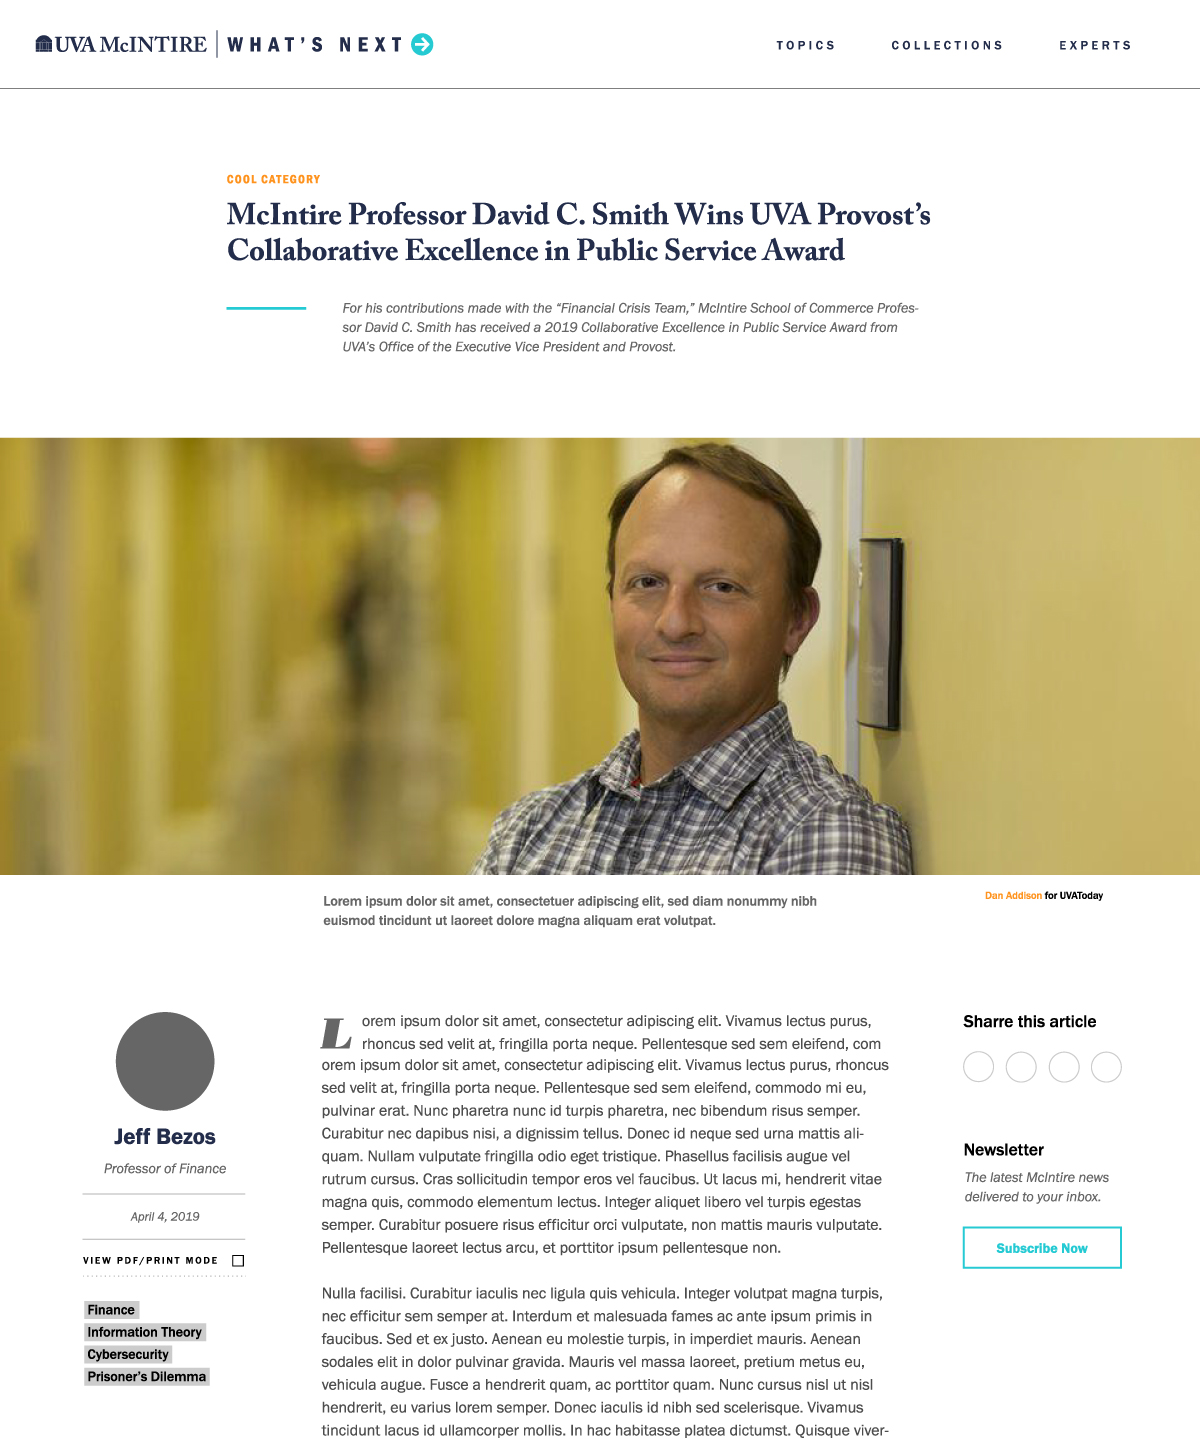 UVA McINTIRE | WHAT'S NEXT
TOPICS
COLLECTIONS
EXPERTS
COOL CATEGORY
McIntire Professor David C. Smith Wins UVA Provost’s
Collaborative Excellence in Public Service Award
For his contributions made with the “Financial Crisis Team,” McIntire School of Commerce Profes-
sor David C. Smith has received a 2019 Collaborative Excellence in Public Service Award from
UVA’s Office of the Executive Vice President and Provost.
Lorem ipsum dolor sit amet, consectetuer adipiscing elit, sed diam nonummy nibh
euismod tincidunt ut laoreet dolore magna aliquam erat volutpat.
Dan Addison for UVAToday
Jeff Bezos
Professor of Finance
April 4, 2019
VIEW PDF/PRINT MODE
Finance
Information Theory
Cybersecurity
Prisoner’s Dilemma
Lorem ipsum dolor sit amet, consectetur adipiscing elit. Vivamus lectus purus,
rhoncus sed velit at, fringilla porta neque. Pellentesque sed sem eleifend, com
orem ipsum dolor sit amet, consectetur adipiscing elit. Vivamus lectus purus, rhoncus
sed velit at, fringilla porta neque. Pellentesque sed sem eleifend, commodo mi eu,
pulvinar erat. Nunc pharetra nunc id turpis pharetra, nec bibendum risus semper.
Curabitur nec dapibus nisi, a dignissim tellus. Donec id neque sed urna mattis ali-
quam. Nullam vulputate fringilla odio eget tristique. Phasellus facilisis augue vel
rutrum cursus. Cras sollicitudin tempor eros vel faucibus. Ut lacus mi, hendrerit vitae
magna quis, commodo elementum lectus. Integer aliquet libero vel turpis egestas
semper. Curabitur posuere risus efficitur orci vulputate, non mattis mauris vulputate.
Pellentesque laoreet lectus arcu, et porttitor ipsum pellentesque non.
Nulla facilisi. Curabitur iaculis nec ligula quis vehicula. Integer volutpat magna turpis,
nec efficitur sem semper at. Interdum et malesuada fames ac ante ipsum primis in
faucibus. Sed et ex justo. Aenean eu molestie turpis, in imperdiet mauris. Aenean
sodales elit in dolor pulvinar gravida. Mauris vel massa laoreet, pretium metus eu,
vehicula augue. Fusce a hendrerit quam, ac porttitor quam. Nunc cursus nisl ut nisl
hendrerit, eu varius lorem semper. Donec iaculis id nibh sed scelerisque. Vivamus
tincidunt lacus id ullamcorper mollis. In hac habitasse platea dictumst. Quisque viver-
Sharre this article
Newsletter
The latest McIntire news
delivered to your inbox.
Subscribe Now